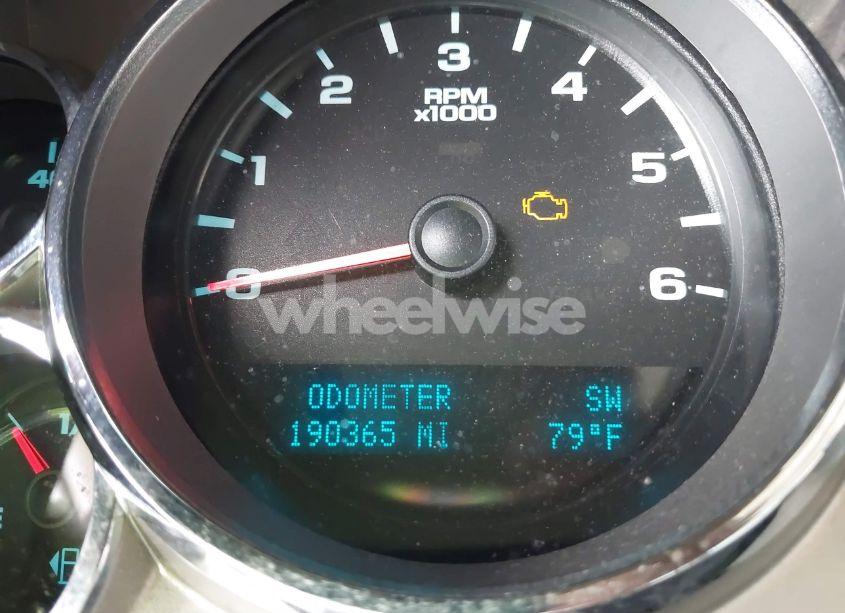 3
2
4
RPM
x1000
1
5
0
6
wheelwise
ODOMETER SW
190365 MI 79°F